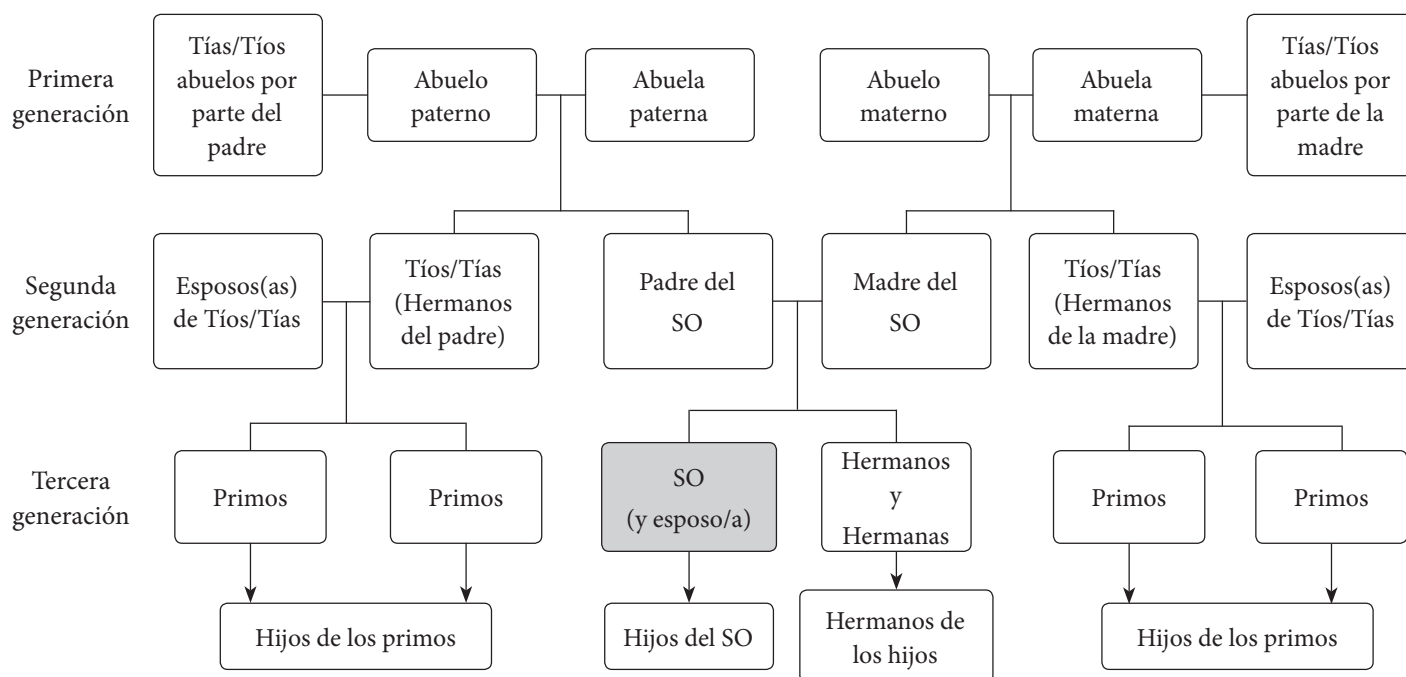 Primera
generación
Tías/Tíos
abuelos por
parte del
padre
Abuelo
paterno
Abuela
paterna
Abuelo
materno
Abuela
materna
Tías/Tíos
abuelos por
parte de la
madre
Segunda
generación
Esposos(as)
de Tíos/Tías
Tíos/Tías
(Hermanos
del padre)
Padre del
SO
Madre del
SO
Tíos/Tías
(Hermanos
de la madre)
Esposos(as)
de Tíos/Tías
Tercera
generación
Primos
Primos
SO
(y esposo/a)
Hermanos
y
Hermanas
Primos
Primos
Hijos de los primos
Hijos del SO
Hermanos de
los hijos
Hijos de los primos